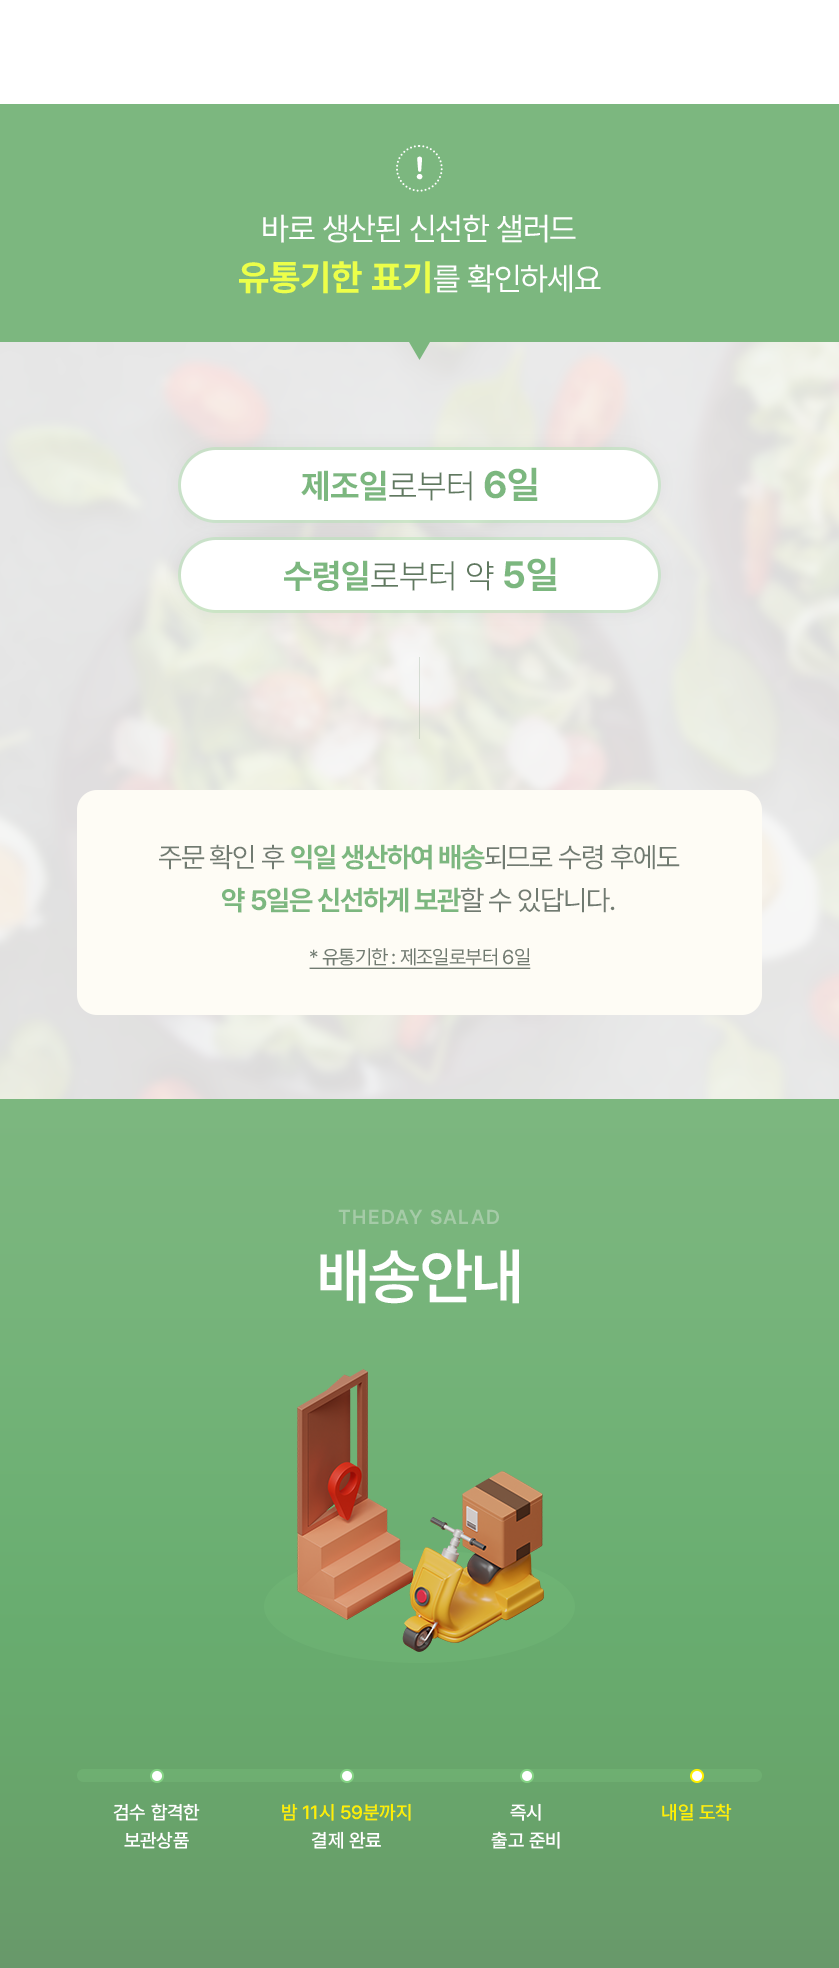 바로 생산된 신선한 샐러드
유통기한 표기를 확인하세요
제조일로부터 6일
수령일로부터 약 5일
주문 확인 후 익일 생산하여 배송되므로 수령 후에도
약 5일은 신선하게 보관할 수 있답니다.
* 유통기한 : 제조일로부터 6일
THEDAY SALAD
배송안내
검수 합격한
보관상품
밤 11시 59분까지
결제 완료
즉시
출고 준비
내일 도착